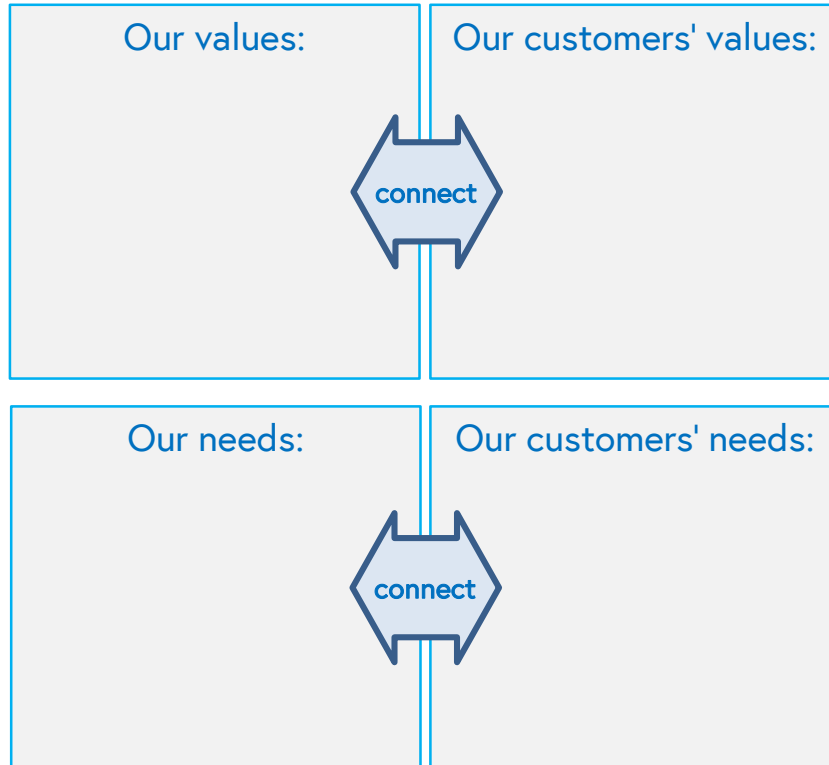 Our values:
Our customers' values:
connect
Our needs:
Our customers' needs:
connect